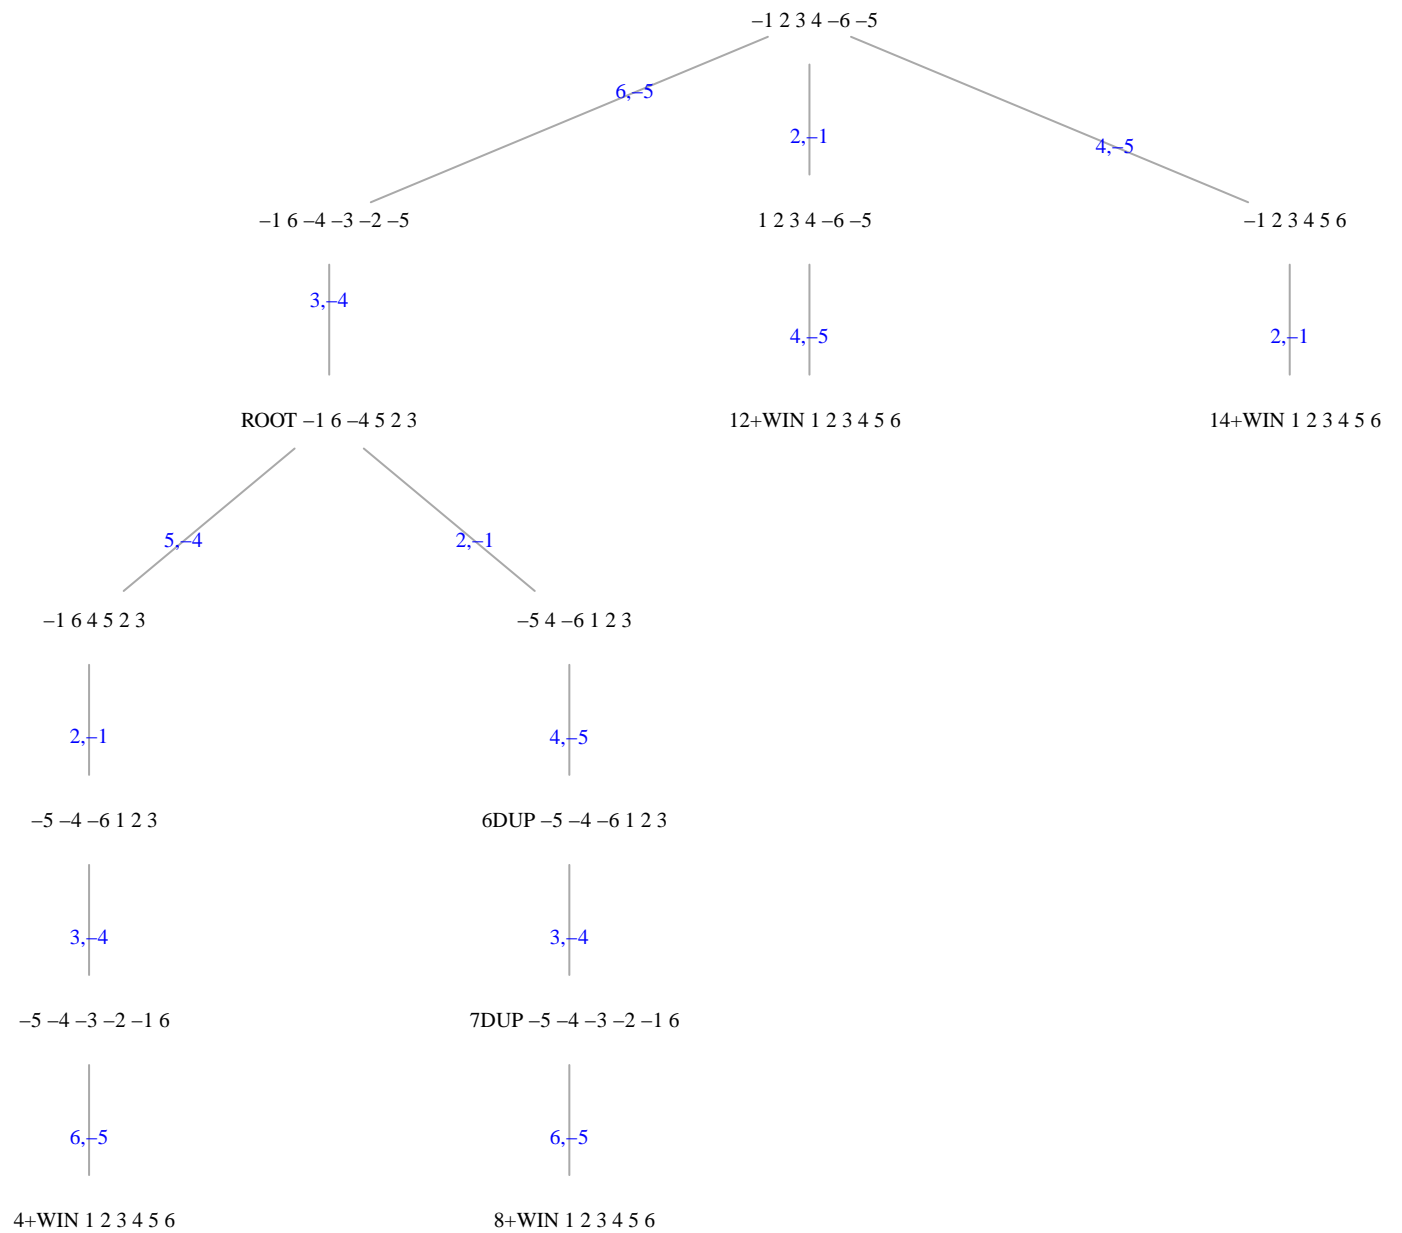 –1 2 3 4 –6 –5
6,–5
2,–1
4,–5
–1 6 –4 –3 –2 –5
1 2 3 4 –6 –5
–1 2 3 4 5 6
3,–4
4,–5
2,–1
ROOT –1 6 –4 5 2 3
12+WIN 1 2 3 4 5 6
14+WIN 1 2 3 4 5 6
5,–4
2,–1
–1 6 4 5 2 3
–5 4 –6 1 2 3
2,–1
4,–5
–5 –4 –6 1 2 3
6DUP –5 –4 –6 1 2 3
3,–4
3,–4
–5 –4 –3 –2 –1 6
7DUP –5 –4 –3 –2 –1 6
6,–5
6,–5
4+WIN 1 2 3 4 5 6
8+WIN 1 2 3 4 5 6